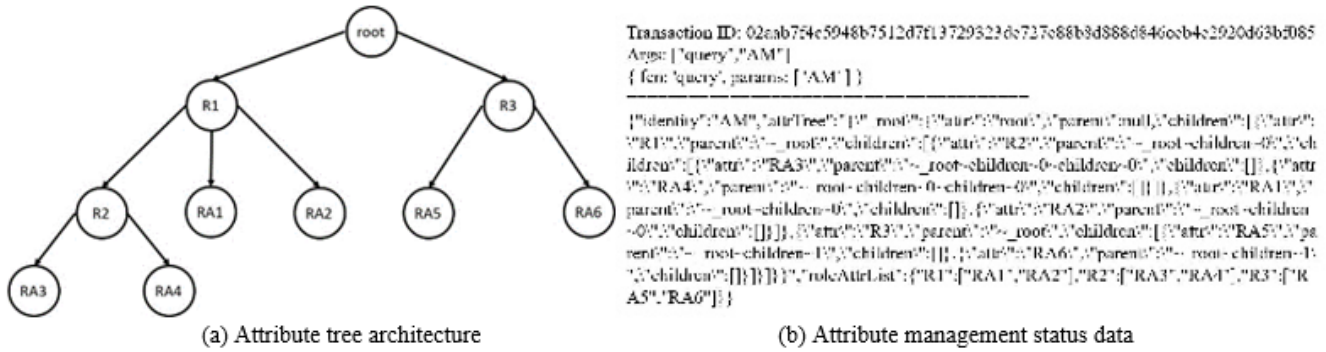 root
R1
R3
R2
RA1
RA2
RA5
RA6
RA3
RA4
(a) Attribute tree architecture
Transaction ID:
Args: ["query","AM"]
{ fcn: 'query', params: [ 'AM' ] }
{"identity":"AM","attrTree":"{\"_root\":{\"attr\":\"root\",\"parent\":null,\"children\":[{\"attr\":
\"R1\",\"parent\":\"~_root\",\"children\":[{\"attr\":\"R2\",\"parent\":\"~_root~children~0\",\"ch
ildren\":[{\"attr\":\"RA3\",\"parent\":\"~_root~children~0~children~0\",\"children\":[]},{\"attr
\":\"RA4\",\"parent\":\"~_root~children~0~children~0\",\"children\":[]}]},{\"attr\":\"RA1\",\"
parent\":\"~_root~children~0\",\"children\":[]},{\"attr\":\"RA2\",\"parent\":\"~_root~children
~0\",\"children\":[]}]},{\"attr\":\"R3\",\"parent\":\"~_root\",\"children\":[{\"attr\":\"RA5\",\"pa
rent\":\"~_root~children~1\",\"children\":[]},{\"attr\":\"RA6\",\"parent\":\"~_root~children~1\
",\"children\":[]}]}]}}","roleAttrList":{"R1":["RA1","RA2"],"R2":["RA3","RA4"],"R3":["R
A5","RA6"]}}
(b) Attribute management status data